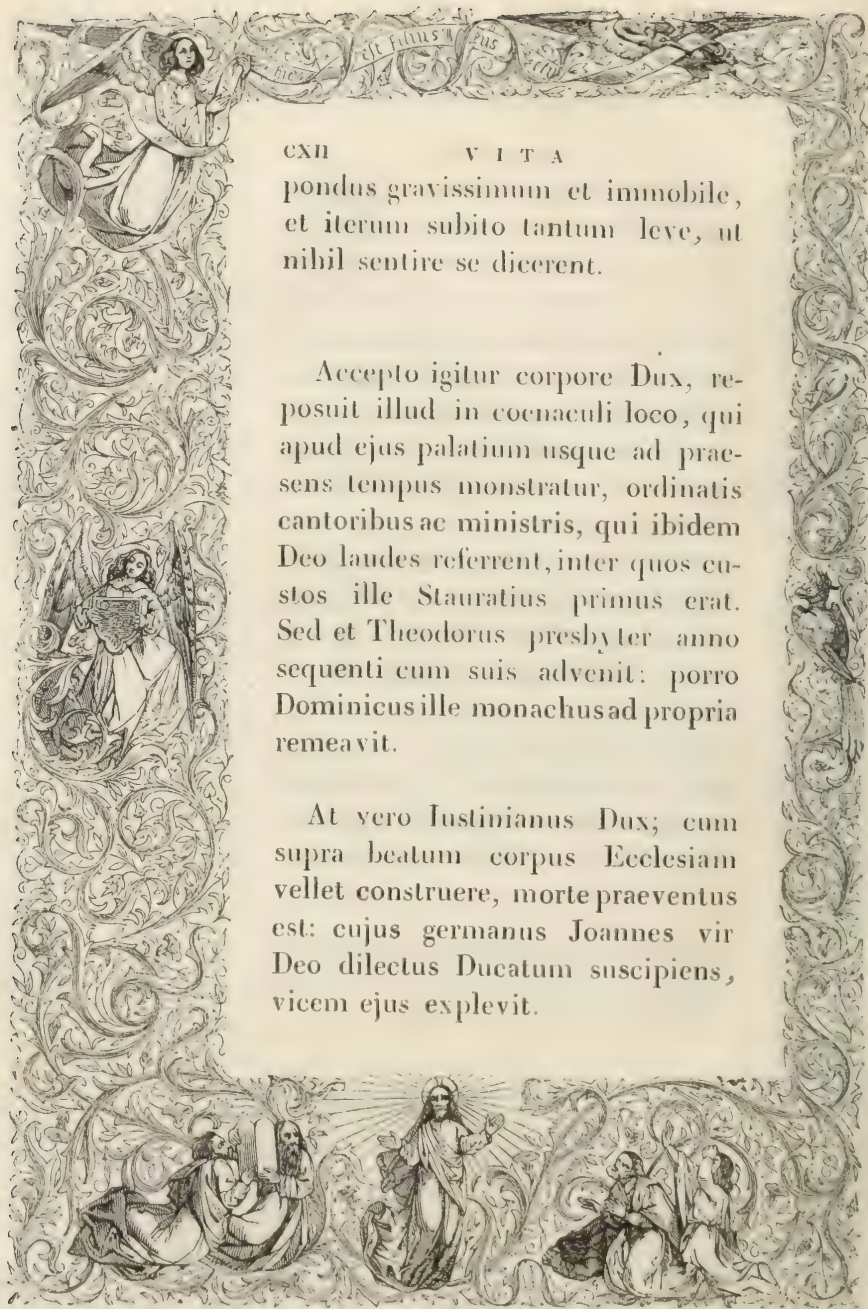 hic est filius meus
CXII VITA
pondus gravissimum et immobile,
et iterum subito tantum leve, ut
nihil sentire se dicerent.
Accepto igitur corpore Dux, re-
posuit illud in coenaculi loco, qui
apud ejus palatium usque ad prae-
sens tempus monstratur, ordinatis
cantoribus ac ministris, qui ibidem
Deo laudes referrent, inter quos cu-
stos ille Stauratius primus erat.
Sed et Theodorus presbyter anno
sequenti cum suis advenit: porro
Dominicus ille monachus ad propria
remeavit.
At vero Iustinianus Dux; cum
supra beatum corpus Ecclesiam
vellet construere, morte praeventus
est: cujus germanus Joannes vir
Deo dilectus Ducatum suscipiens,
vicem ejus explevit.